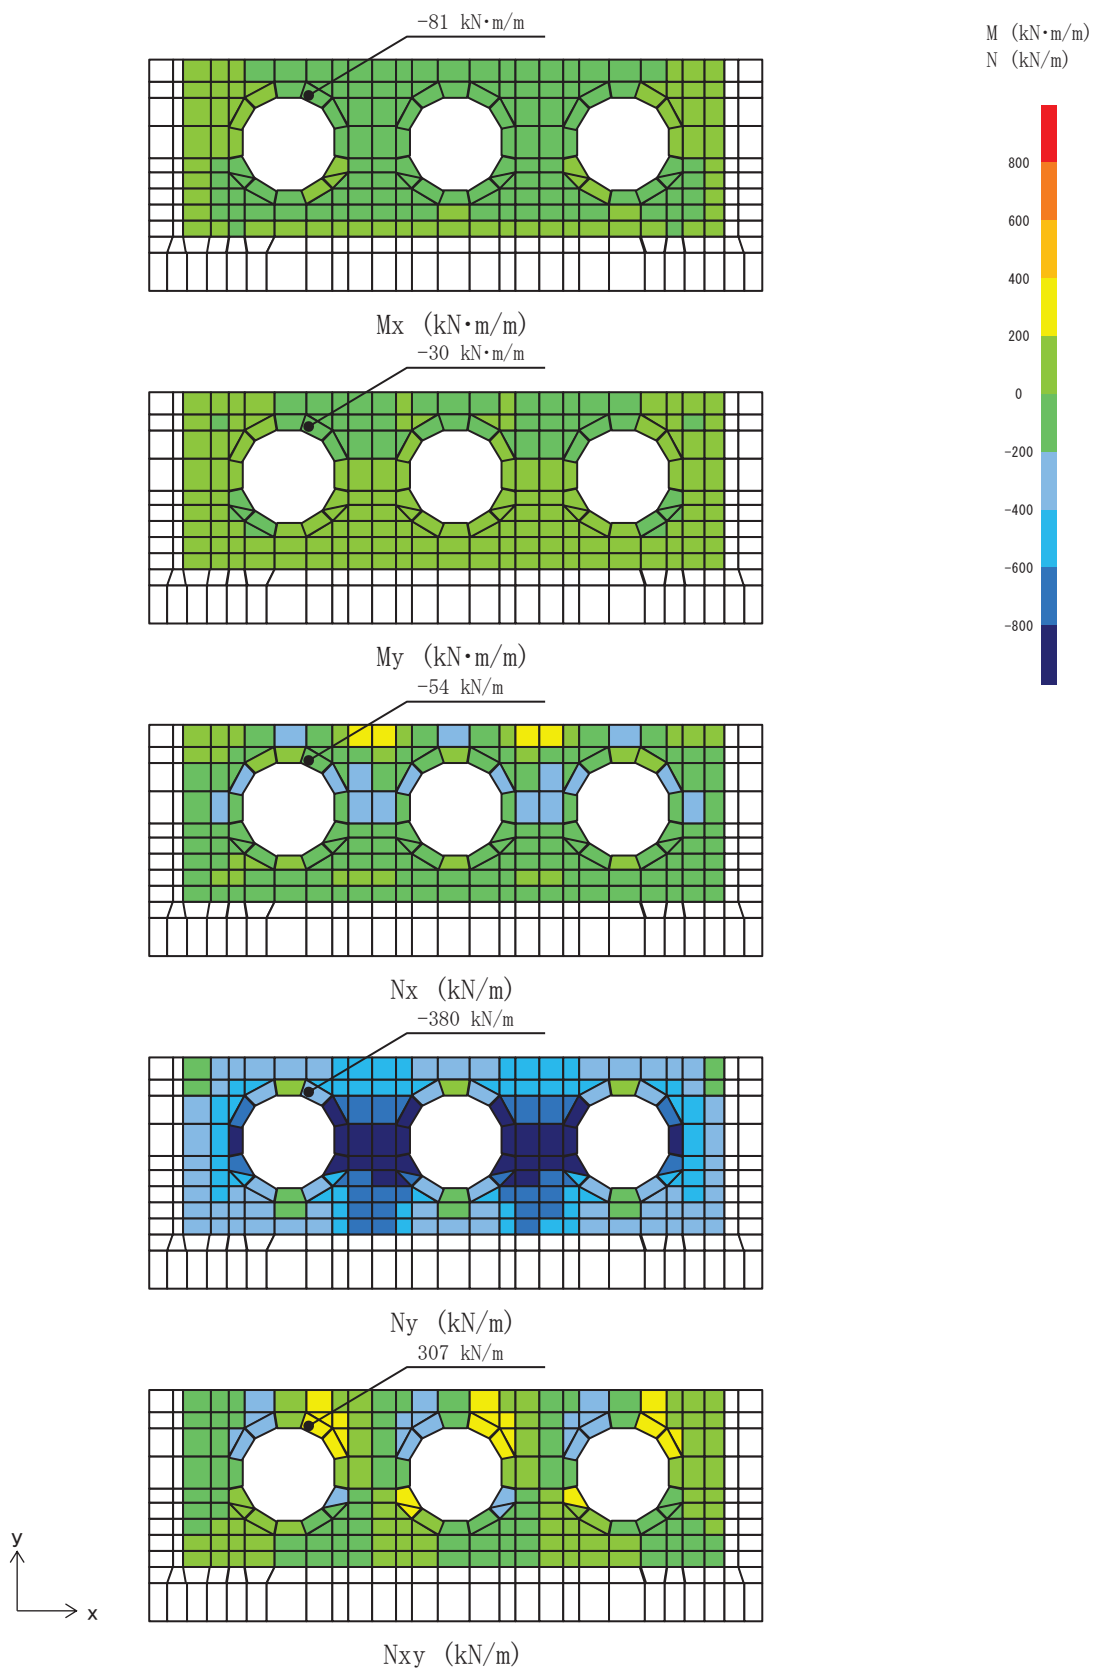 -81 kN·m/m
M (kN·m/m)
N (kN/m)
800
600
400
200
0
-200
-400
-600
-800
Mx (kN·m/m)
-30 kN·m/m
My (kN·m/m)
-54 kN/m
Nx (kN/m)
-380 kN/m
Ny (kN/m)
307 kN/m
Nxy (kN/m)
y
x